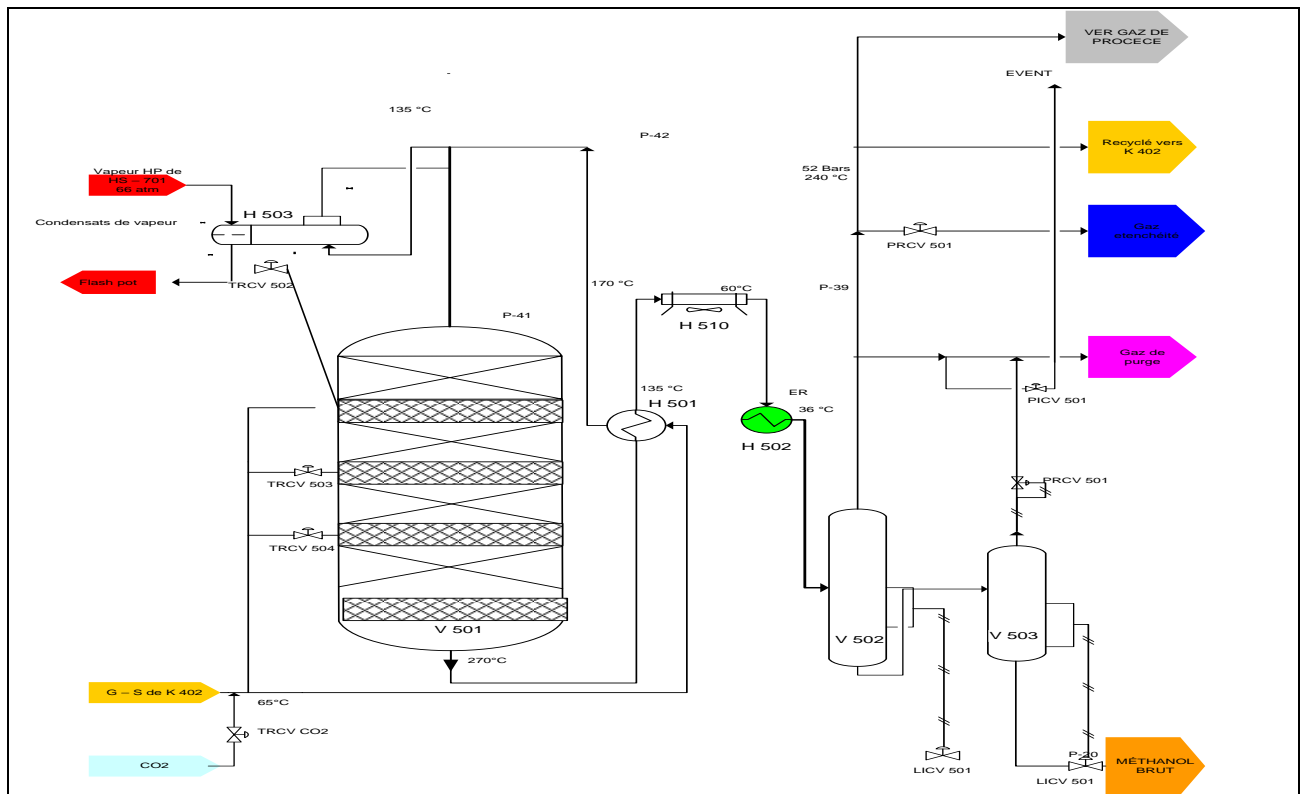 VER GAZ DE
PROCECE
EVENT
135 °C
P-42
Recyclé vers
K 402
52 Bars
240 °C
Vapeur HP de
HS – 701
66 atm
H 503
Condensats de vapeur
Gaz
etanchéité
PRCV 501
Flash pot
TRCV 502
170 °C
60°C
P-39
P-41
H 510
Gaz de
purge
135 °C
ER
PICV 501
H 501
36 °C
H 502
TRCV 503
PRCV 501
TRCV 504
V 501
V 502
V 503
270°C
G – S de K 402
65°C
TRCV CO2
CO2
P-20
LICV 501
LICV 501
MÉTHANOL
BRUT